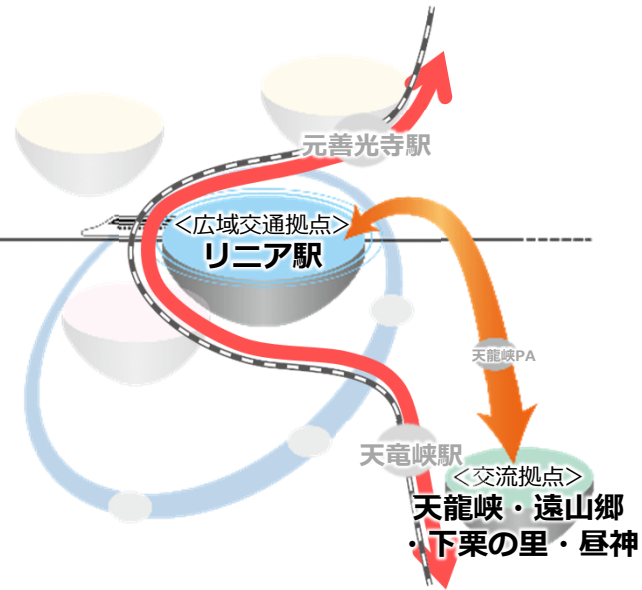 元善光寺駅
<広域交通拠点>
リニア駅
天龍峡PA
天竜峡駅
<交流拠点>
天龍峡・遠山郷
・下栗の里・昼神